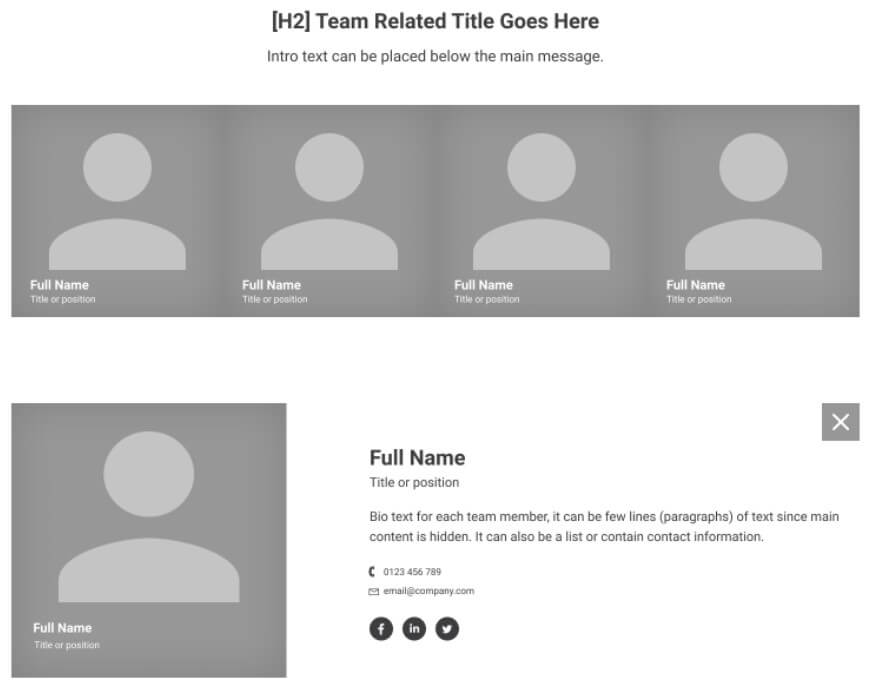 [H2] Team Related Title Goes Here
Intro text can be placed below the main message.
Full Name
Title or position
Full Name
Title or position
Full Name
Title or position
Full Name
Title or position
Full Name
Title or position
Full Name
Title or position
Bio text for each team member, it can be few lines (paragraphs) of text since main
content is hidden. It can also be a list or contain contact information.
0123 456 789
email@company.com
f in